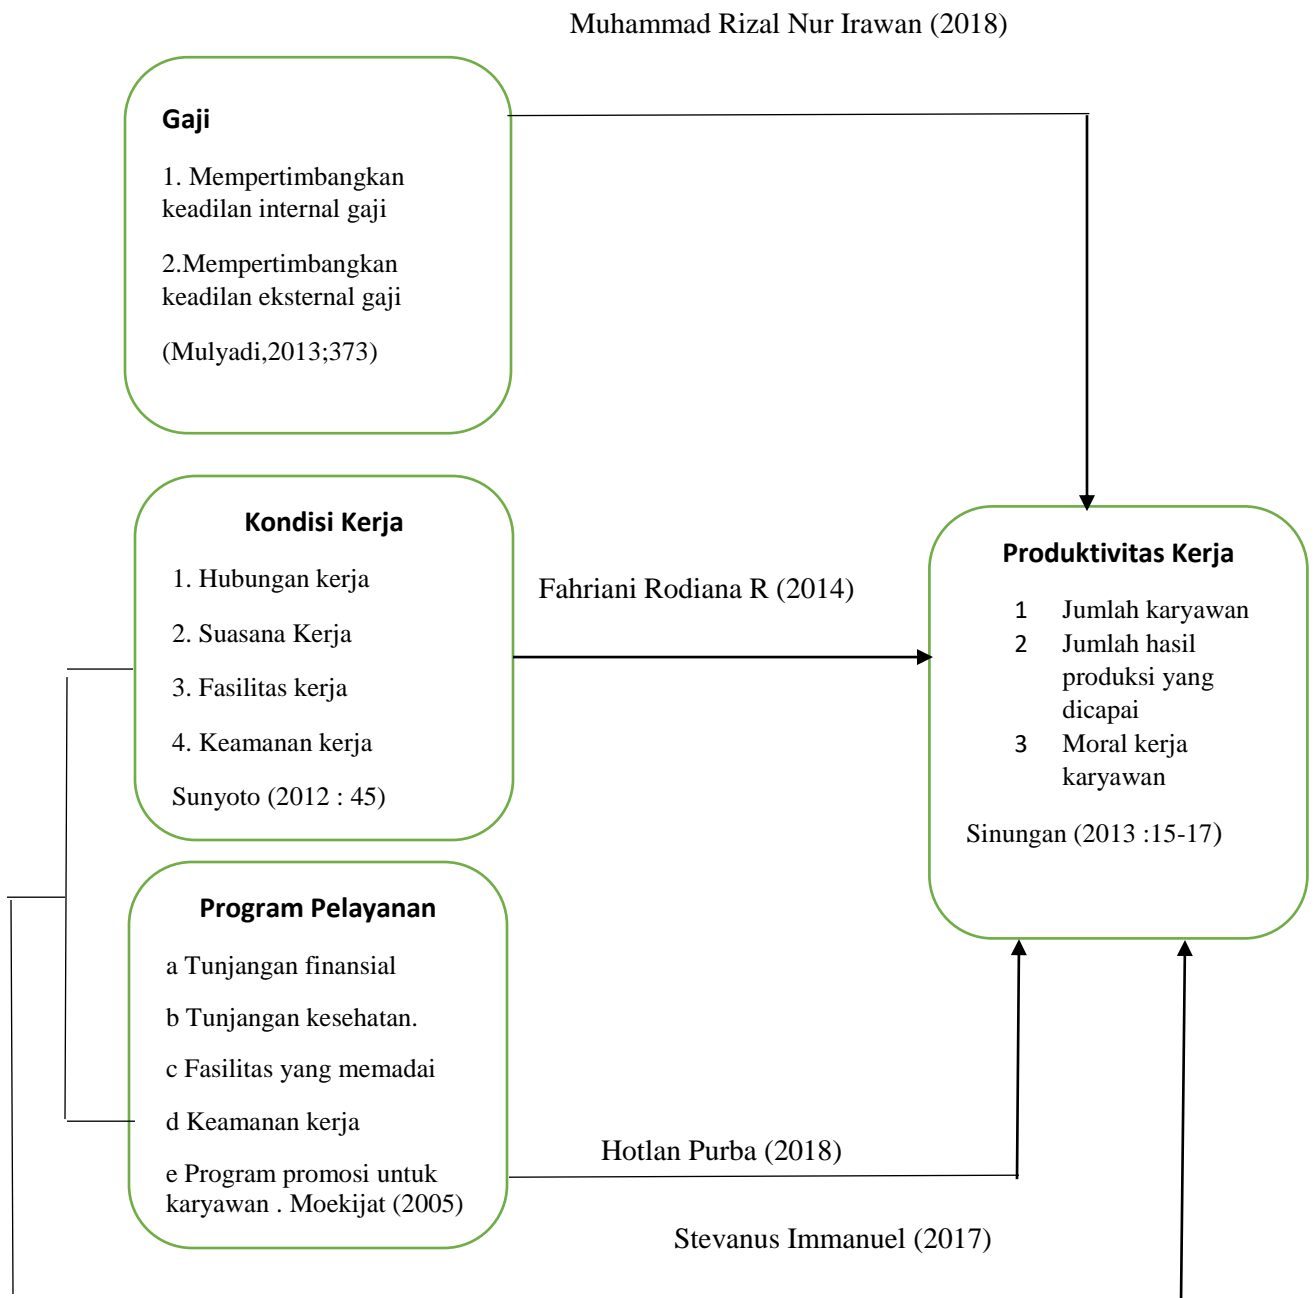 Muhammad Rizal Nur Irawan (2018)
Gaji
1. Mempertimbangkan
keadilan internal gaji
2.Mempertimbangkan
keadilan eksternal gaji
(Mulyadi,2013;373)
Kondisi Kerja
1. Hubungan kerja
2. Suasana Kerja
3. Fasilitas kerja
4. Keamanan kerja
Sunyoto (2012 : 45)
Fahriani Rodiana R (2014)
Produktivitas Kerja
1 Jumlah karyawan
2 Jumlah hasil
produksi yang
dicapai
3 Moral kerja
karyawan
Sinungan (2013 :15-17)
Program Pelayanan
a Tunjangan finansial
b Tunjangan kesehatan.
c Fasilitas yang memadai
d Keamanan kerja
e Program promosi untuk
karyawan . Moekijat (2005)
Hotlan Purba (2018)
Stevanus Immanuel (2017)